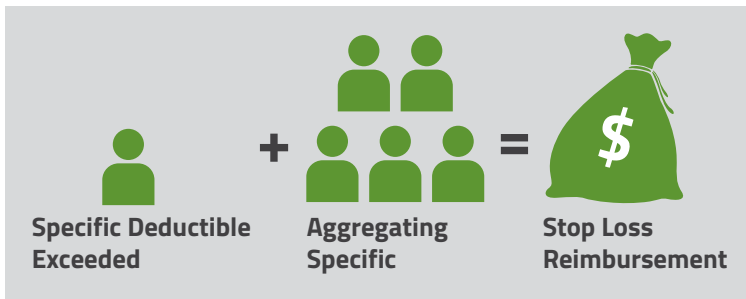 +
=
$
Specific Deductible
Exceeded
Aggregating
Specific
Stop Loss
Reimbursement